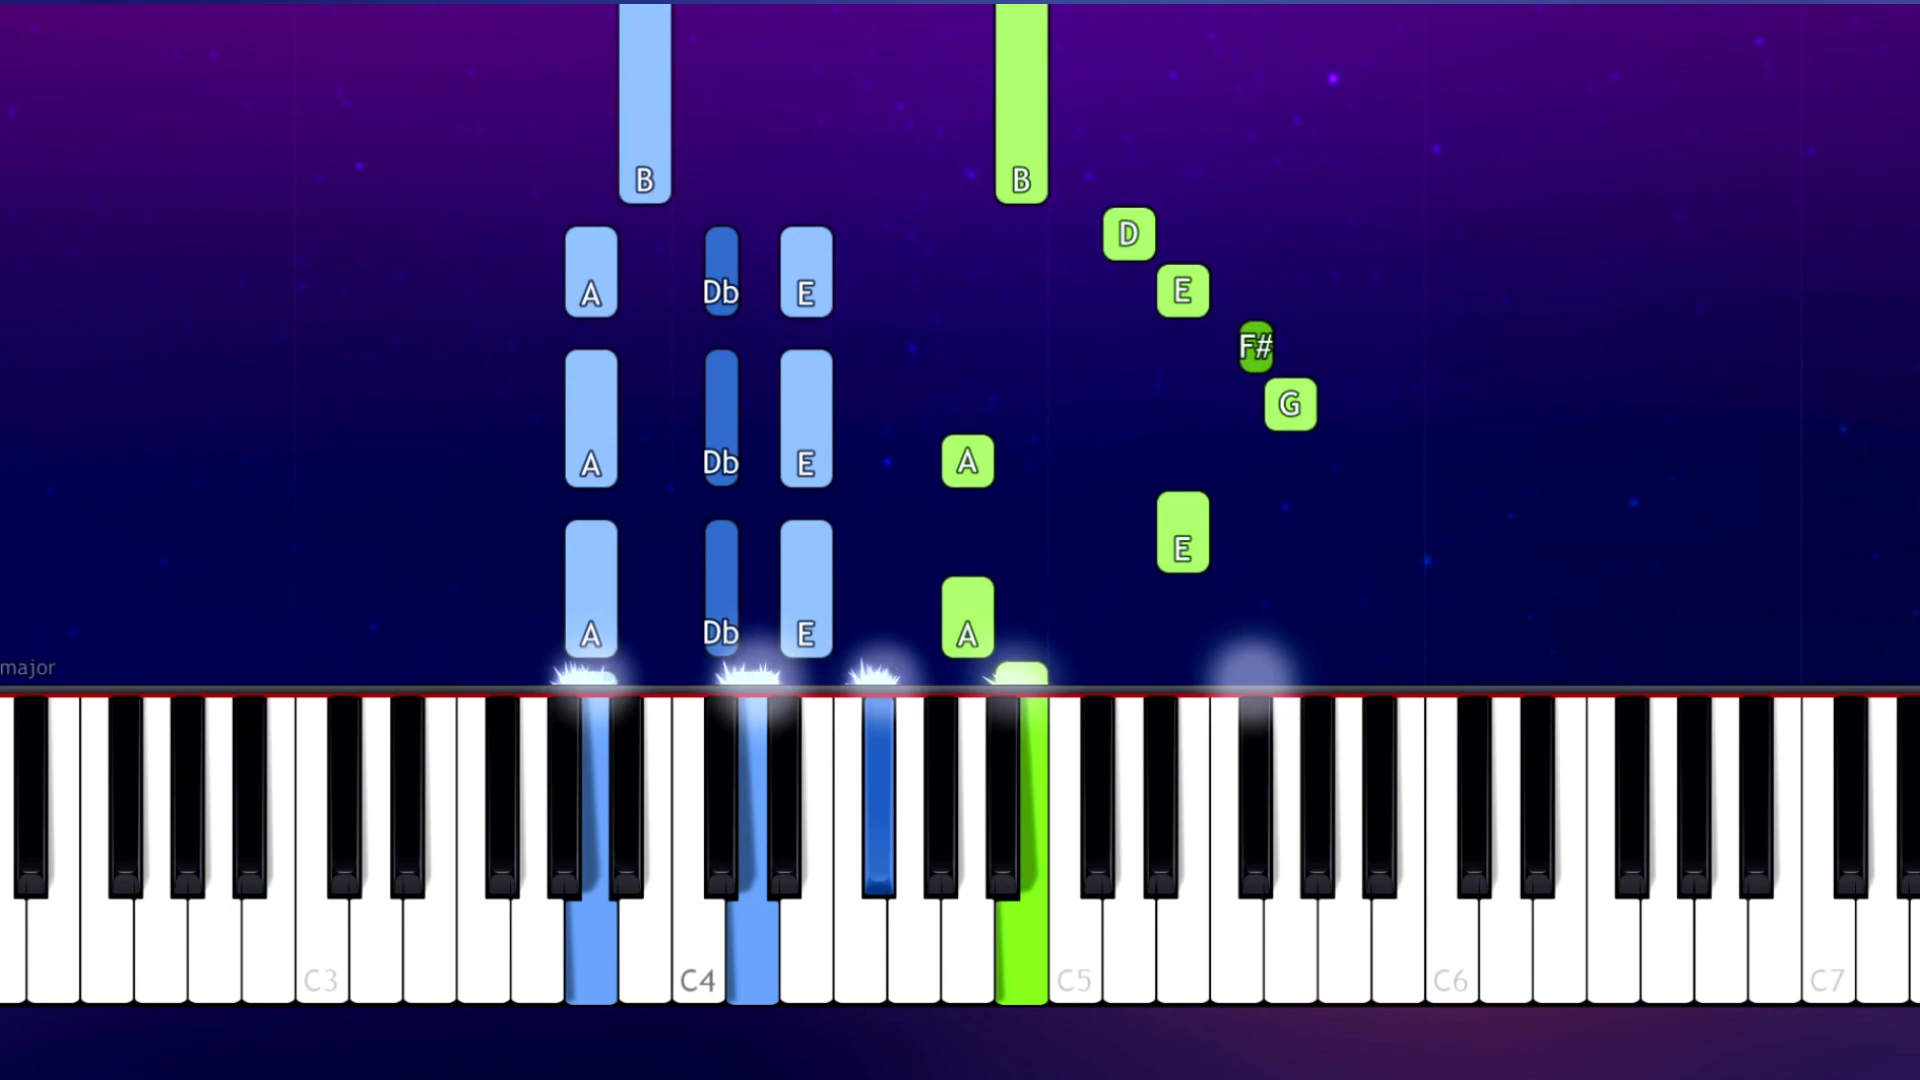 B B
D
A Db E E
F#
G
A Db E A
E
A Db E A
major
C3 C4 C5 C6 C7